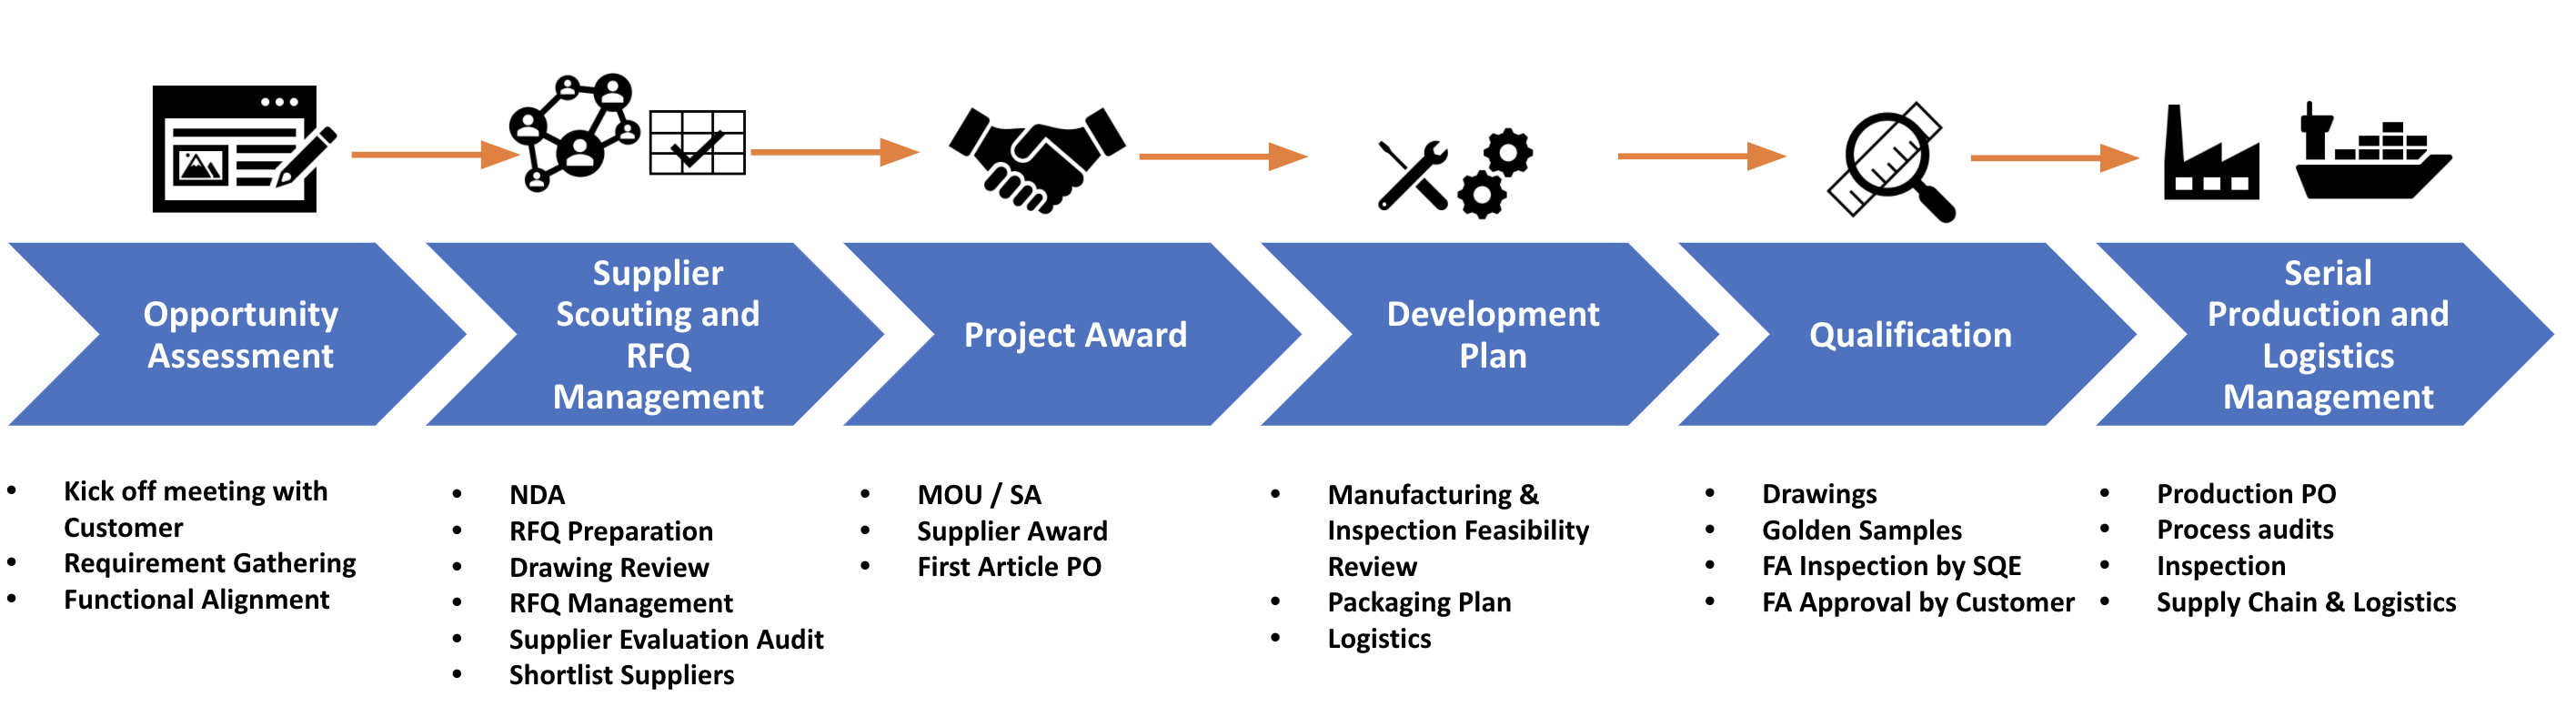 Opportunity
Assessment
Supplier
Scouting and
RFQ
Management
Project Award
Development
Plan
Qualification
Serial
Production and
Logistics
Management
• Kick off meeting with
Customer
• Requirement Gathering
• Functional Alignment
• NDA
• RFQ Preparation
• Drawing Review
• RFQ Management
• Supplier Evaluation Audit
• Shortlist Suppliers
• MOU / SA
• Supplier Award
• First Article PO
• Manufacturing &
Inspection Feasibility
Review
• Packaging Plan
• Logistics
• Drawings
• Golden Samples
• FA Inspection by SQE
• FA Approval by Customer
• Production PO
• Process audits
• Inspection
• Supply Chain & Logistics